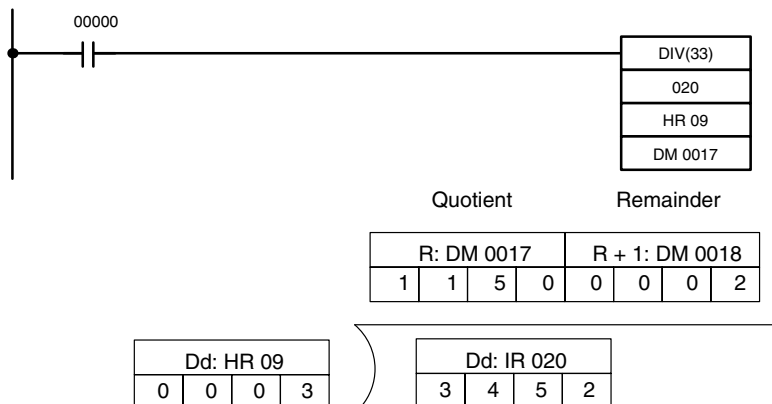 00000
DIV(33)
020
HR 09
DM 0017
Quotient Remainder
R: DM 0017 R + 1: DM 0018
1 1 5 0 0 0 0 2
Dd: HR 09 Dd: IR 020
0 0 0 3 3 4 5 2